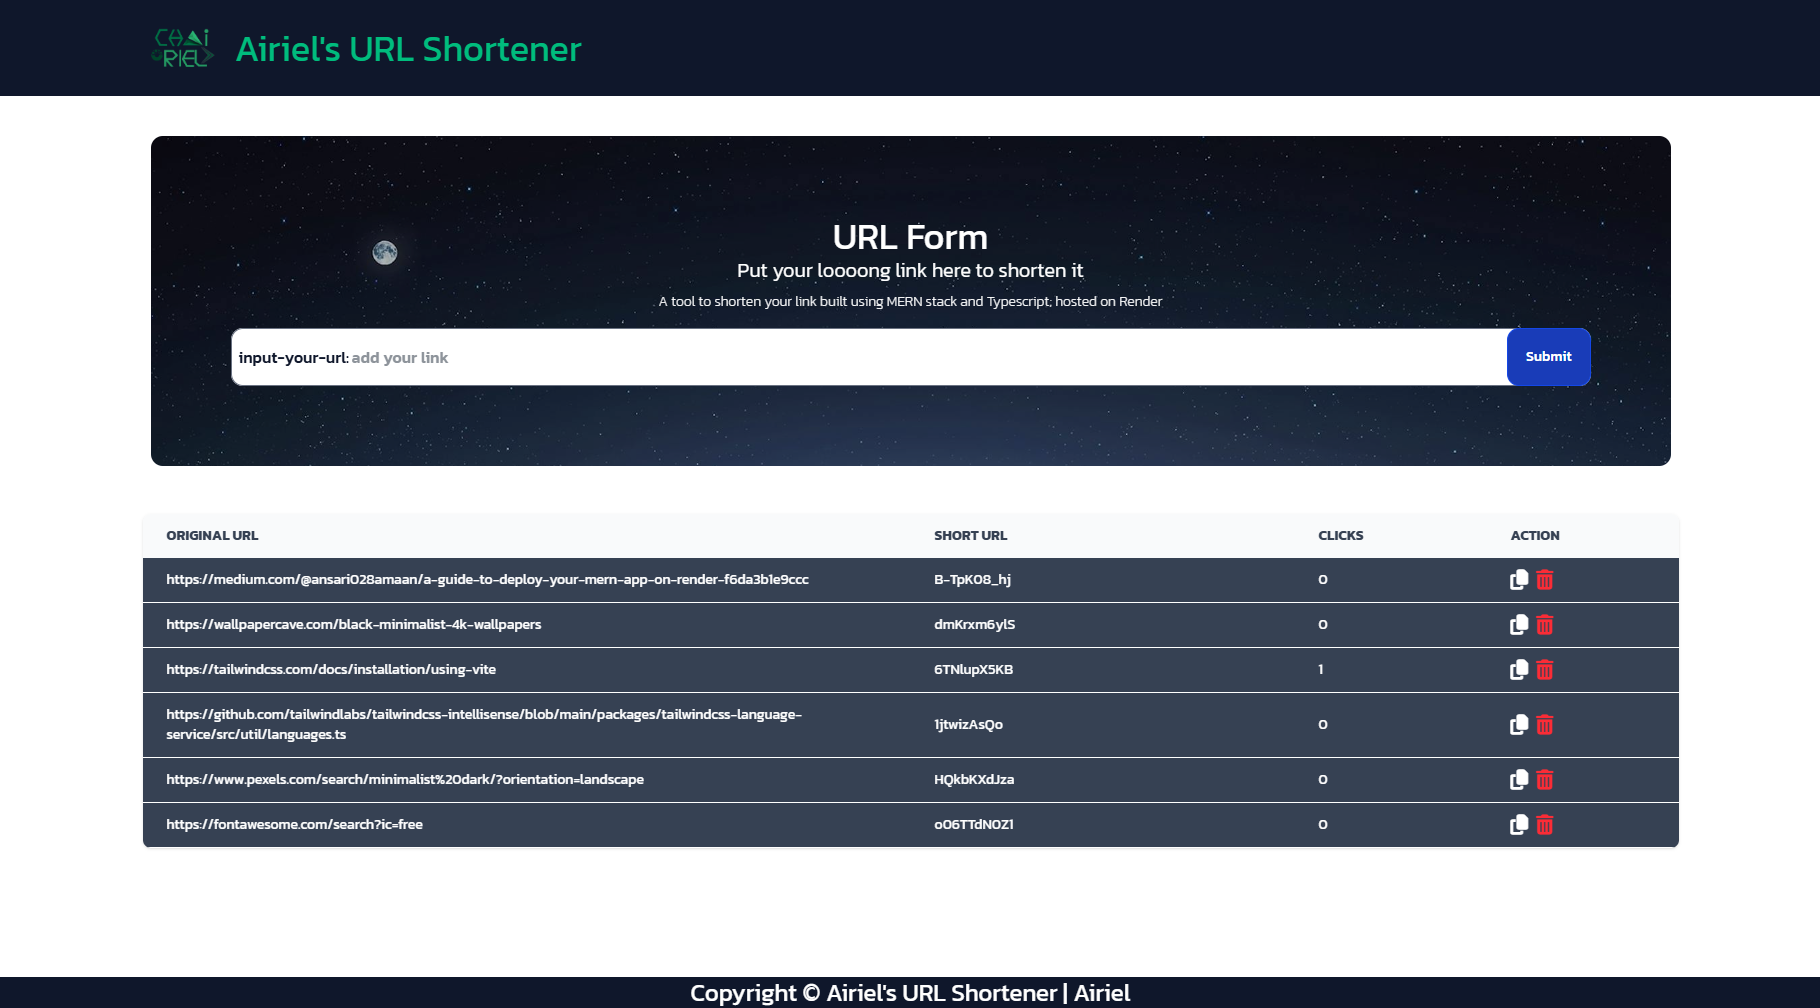 CHAi
RIEL
Airiel's URL Shortener
URL Form
Put your loooong link here to shorten it
A tool to shorten your link built using MERN stack and Typescript; hosted on Render
input-your-url: add your link
Submit
ORIGINAL URL SHORT URL CLICKS ACTION
https://medium.com/@ansari028amaan/a-guide-to-deploy-your-mern-app-on-render-f6da3b1e9ccc B-TpK08_hj 0
https://wallpapercave.com/black-minimalist-4k-wallpapers dmKrxm6ylS 0
https://tailwindcss.com/docs/installation/using-vite 6TNlupX5KB 1
https://github.com/tailwindlabs/tailwindcss-intellisense/blob/main/packages/tailwindcss-language-
service/src/util/languages.ts 1jtwizAsQo 0
https://www.pexels.com/search/minimalist%20dark/?orientation=landscape HQkbKXdJza 0
https://fontawesome.com/search?ic=free o06TTdN0Z1 0
Copyright © Airiel's URL Shortener | Airiel